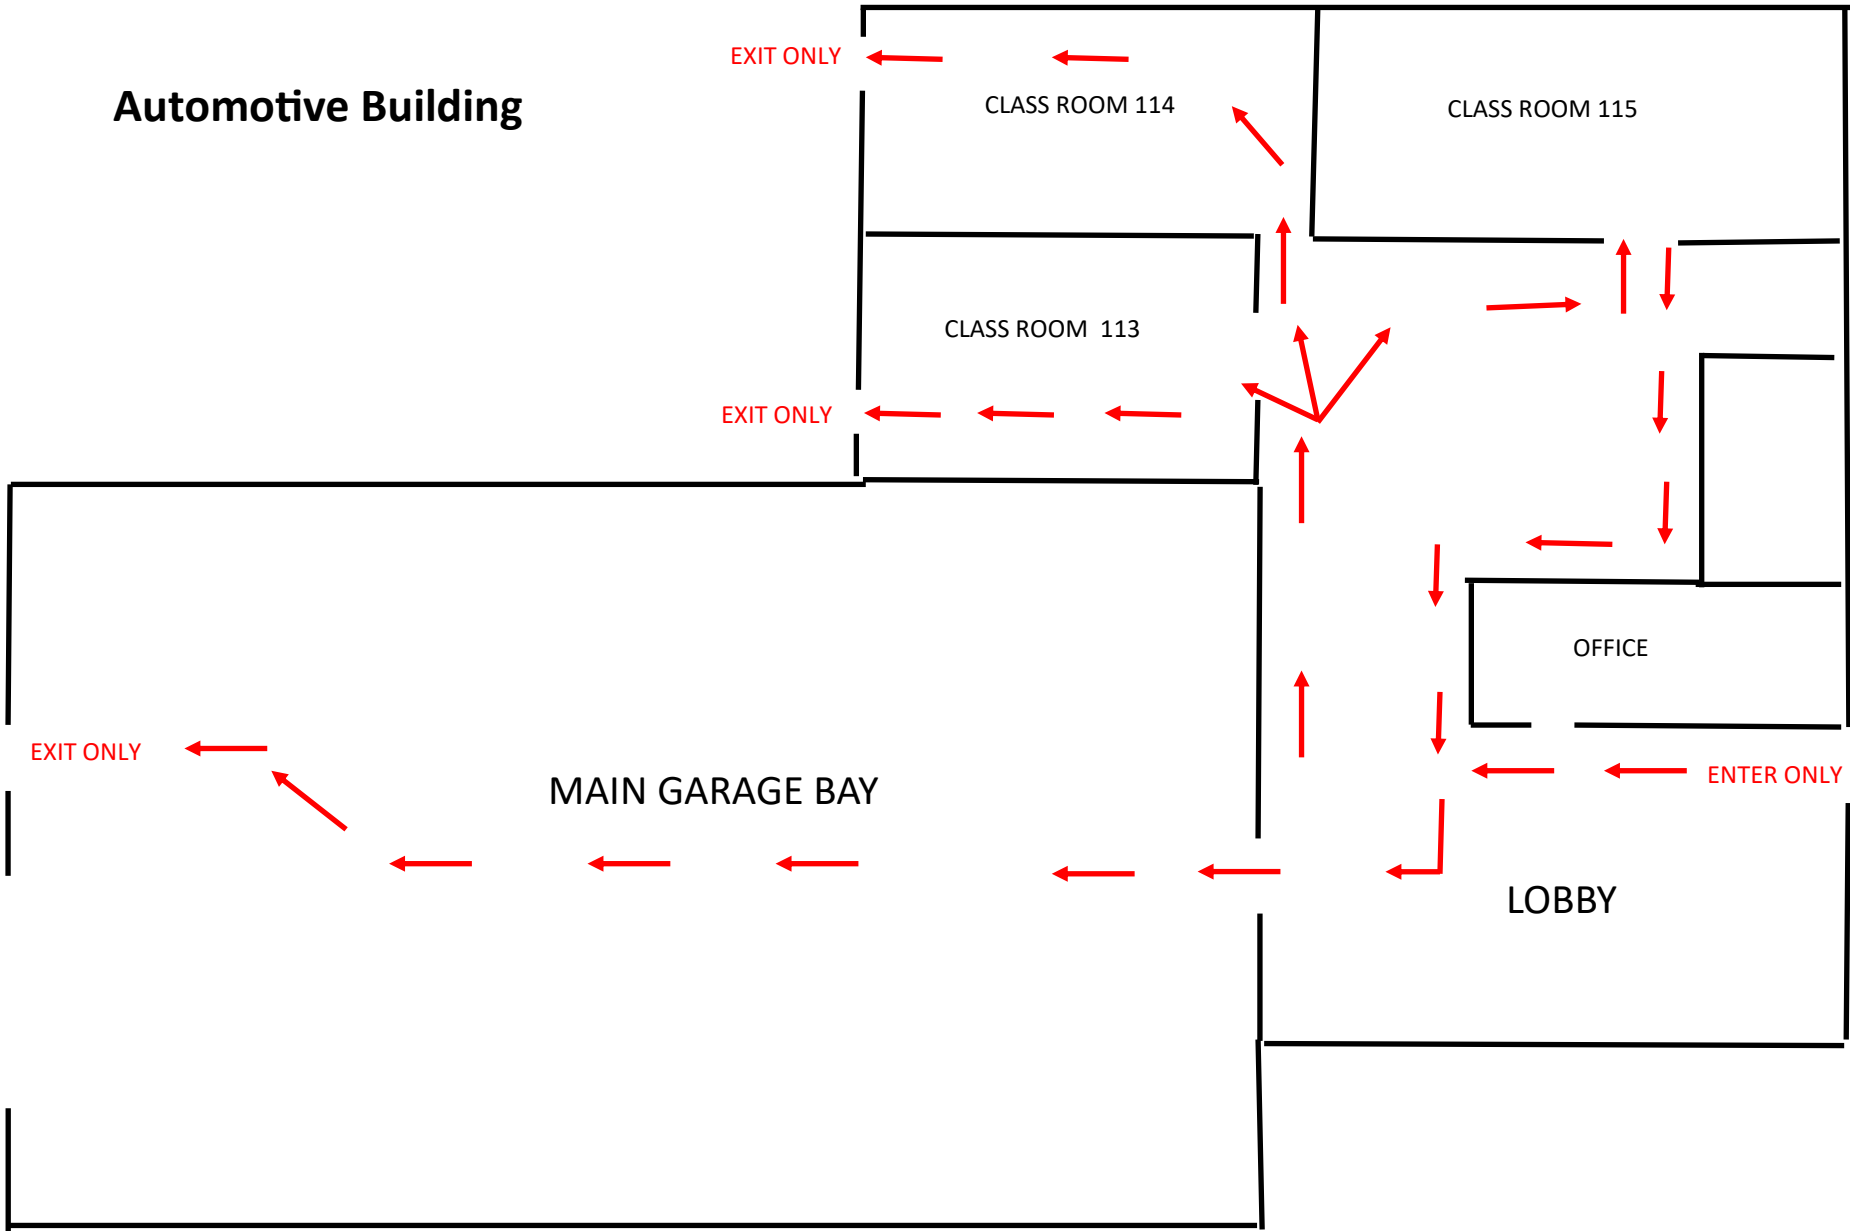 EXIT ONLY
Automotive Building
CLASS ROOM 114
CLASS ROOM 115
CLASS ROOM 113
EXIT ONLY
OFFICE
EXIT ONLY
MAIN GARAGE BAY
ENTER ONLY
LOBBY